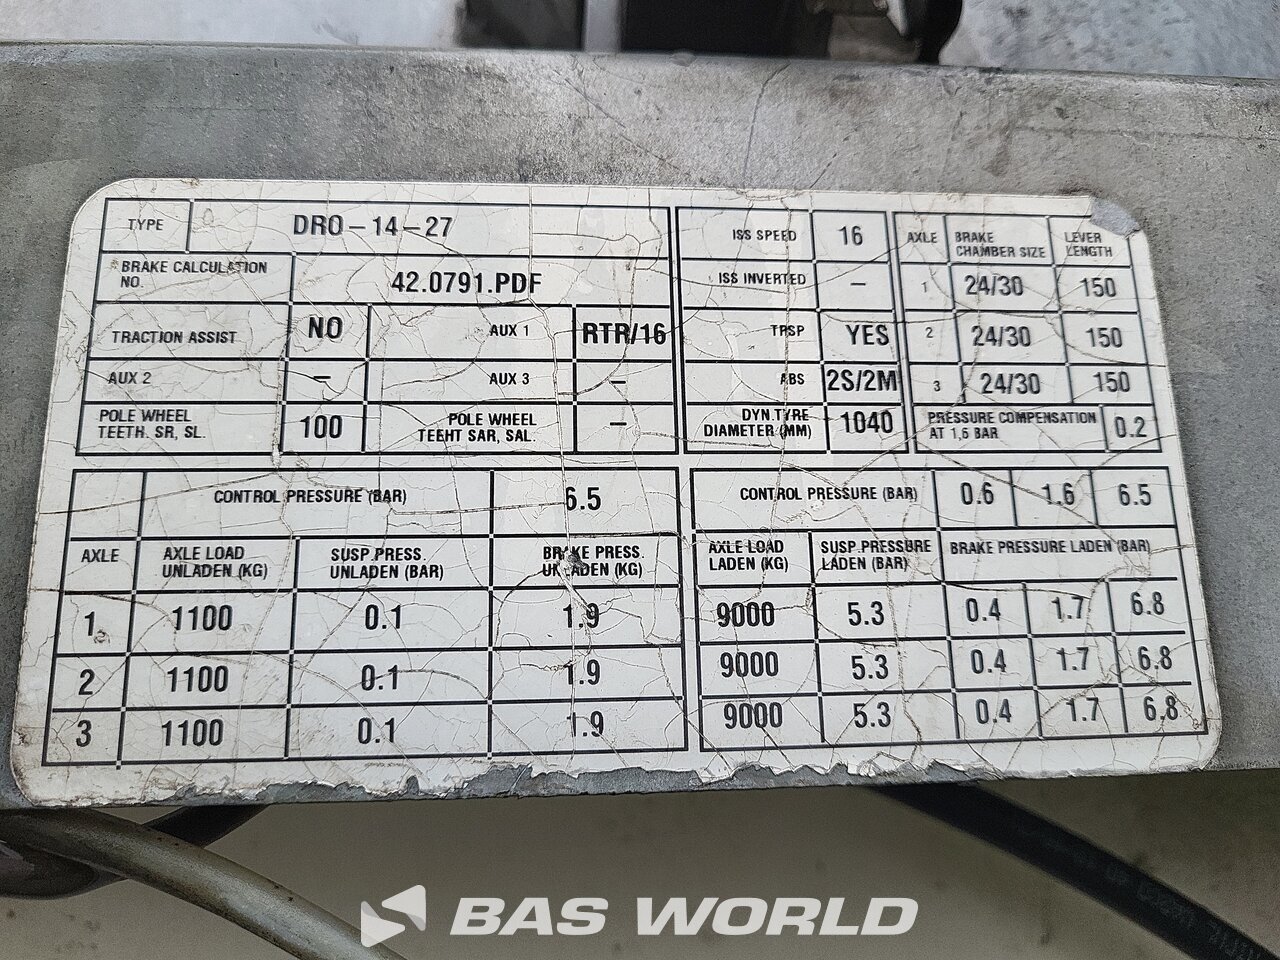 TYPE DRO-14-27
BRAKE CALCULATION NO. 42.0791.PDF
TRACTION ASSIST NO AUX 1 RTR/16
AUX 2 - AUX 3 -
POLE WHEEL TEETH. SR, SL. 100 POLE WHEEL TEEHT SAR, SAL. -
ISS SPEED 16
ISS INVERTED -
TPSP YES
ABS 2S/2M
DYN TYRE DIAMETER (MM) 1040
AXLE BRAKE CHAMBER SIZE LEVER LENGTH
1 24/30 150
2 24/30 150
3 24/30 150
PRESSURE COMPENSATION AT 1,6 BAR 0.2
CONTROL PRESSURE (BAR) 6.5
AXLE AXLE LOAD UNLADEN (KG) SUSP.PRESS. UNLADEN (BAR) BRAKE PRESS. UNLADEN (KG)
1 1100 0.1 1.9
2 1100 0.1 1.9
3 1100 0.1 1.9
CONTROL PRESSURE (BAR) 0.6 1.6 6.5
AXLE LOAD LADEN (KG) SUSP.PRESSURE LADEN (BAR) BRAKE PRESSURE LADEN (BAR)
9000 5.3 0.4 1.7 6.8
9000 5.3 0.4 1.7 6.8
9000 5.3 0.4 1.7 6.8
BAS WORLD